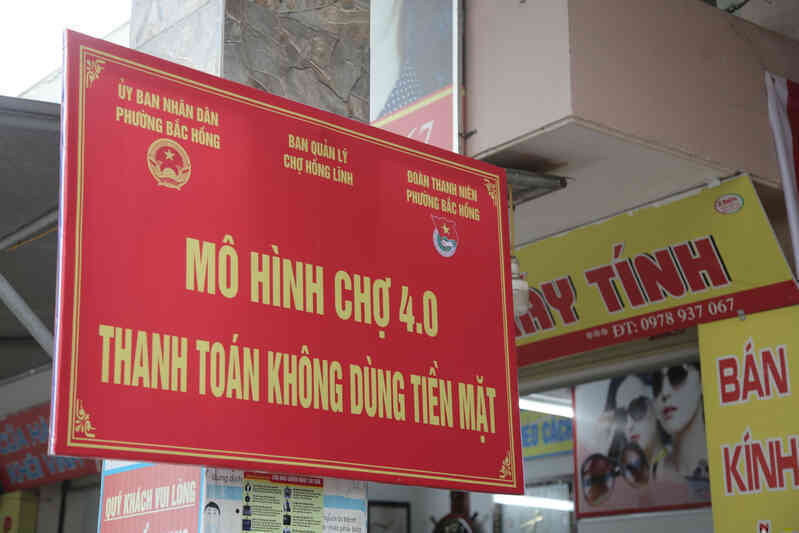 ỦY BAN NHÂN DÂN
PHƯỜNG BẮC HỒNG
BAN QUẢN LÝ
CHỢ HỒNG LĨNH
ĐOÀN THANH NIÊN
PHƯỜNG BẮC HỒNG
MÔ HÌNH CHỢ 4.0
THANH TOÁN KHÔNG DÙNG TIỀN MẶT
TÍNH
ĐT: 0978 937 067
BÁN
KÍNH
QUÝ KHÁCH VUI LÒNG